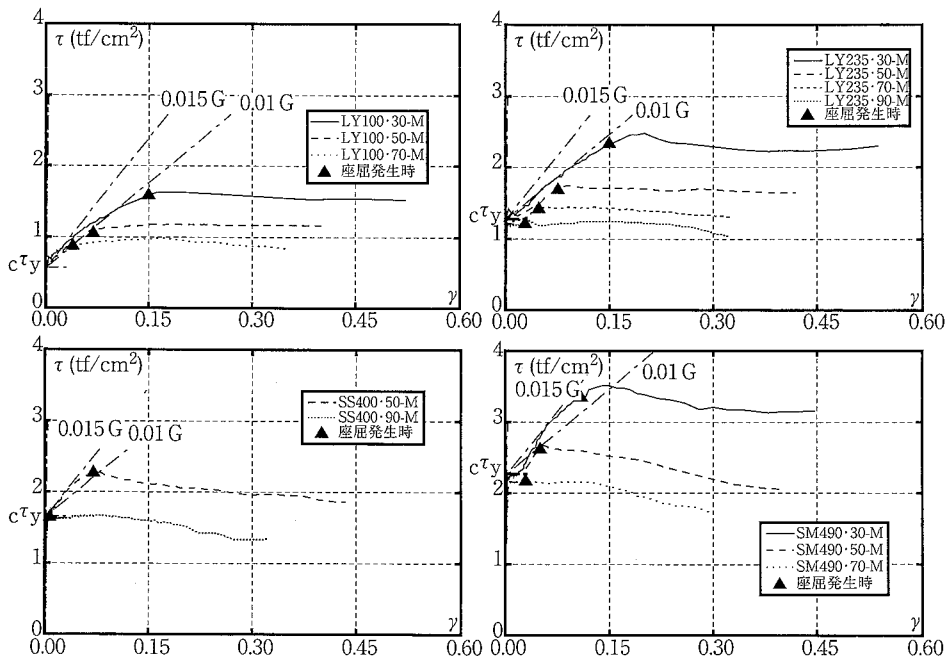 4
τ (tf/cm²)
3
0.015 G
0.01 G
LY100・30-M
LY100・50-M
LY100・70-M
座屈発生時
2
1
cτy
0
0.00
0.15
0.30
0.45
0.60
γ
4
τ (tf/cm²)
LY235・30-M
LY235・50-M
LY235・70-M
LY235・90-M
座屈発生時
3
0.015 G
0.01 G
2
cτy
1
0
0.00
0.15
0.30
0.45
0.60
γ
4
τ (tf/cm²)
SS400・50-M
SS400・90-M
座屈発生時
3
0.015 G
0.01 G
2
cτy
1
0
0.00
0.15
0.30
0.45
0.60
γ
4
τ (tf/cm²)
0.015 G
0.01 G
3
cτy
2
SM490・30-M
SM490・50-M
SM490・70-M
座屈発生時
1
0
0.00
0.15
0.30
0.45
0.60
γ